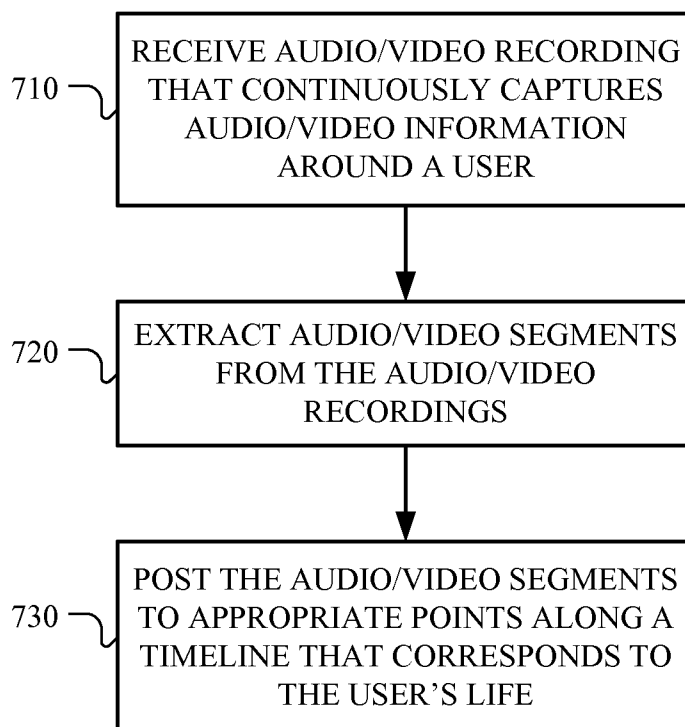 710
RECEIVE AUDIO/VIDEO RECORDING
THAT CONTINUOUSLY CAPTURES
AUDIO/VIDEO INFORMATION
AROUND A USER
720
EXTRACT AUDIO/VIDEO SEGMENTS
FROM THE AUDIO/VIDEO
RECORDINGS
730
POST THE AUDIO/VIDEO SEGMENTS
TO APPROPRIATE POINTS ALONG A
TIMELINE THAT CORRESPONDS TO
THE USER’S LIFE